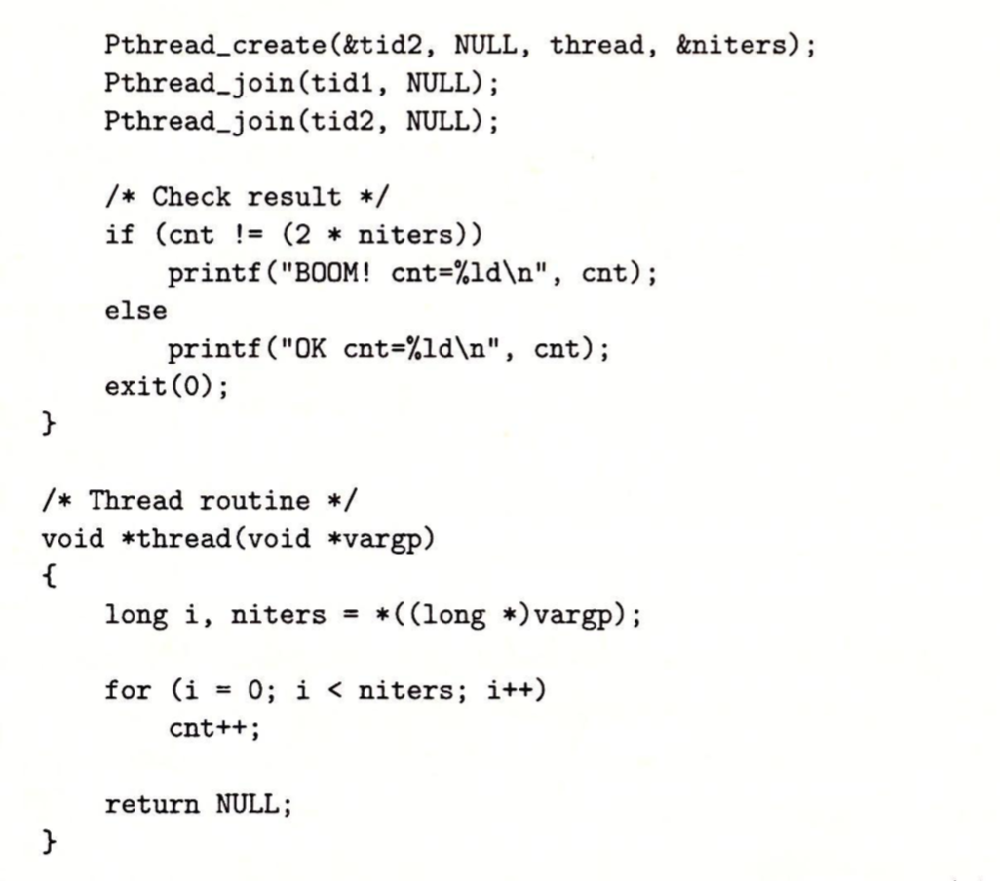 Pthread_create(&tid2, NULL, thread, &niters);
Pthread_join(tid1, NULL);
Pthread_join(tid2, NULL);
/* Check result */
if (cnt != (2 * niters))
printf("BOOM! cnt=%ld\n", cnt);
else
printf("OK cnt=%ld\n", cnt);
exit(0);
}
/* Thread routine */
void *thread(void *vargp)
{
long i, niters = *((long *)vargp);
for (i = 0; i < niters; i++)
cnt++;
return NULL;
}